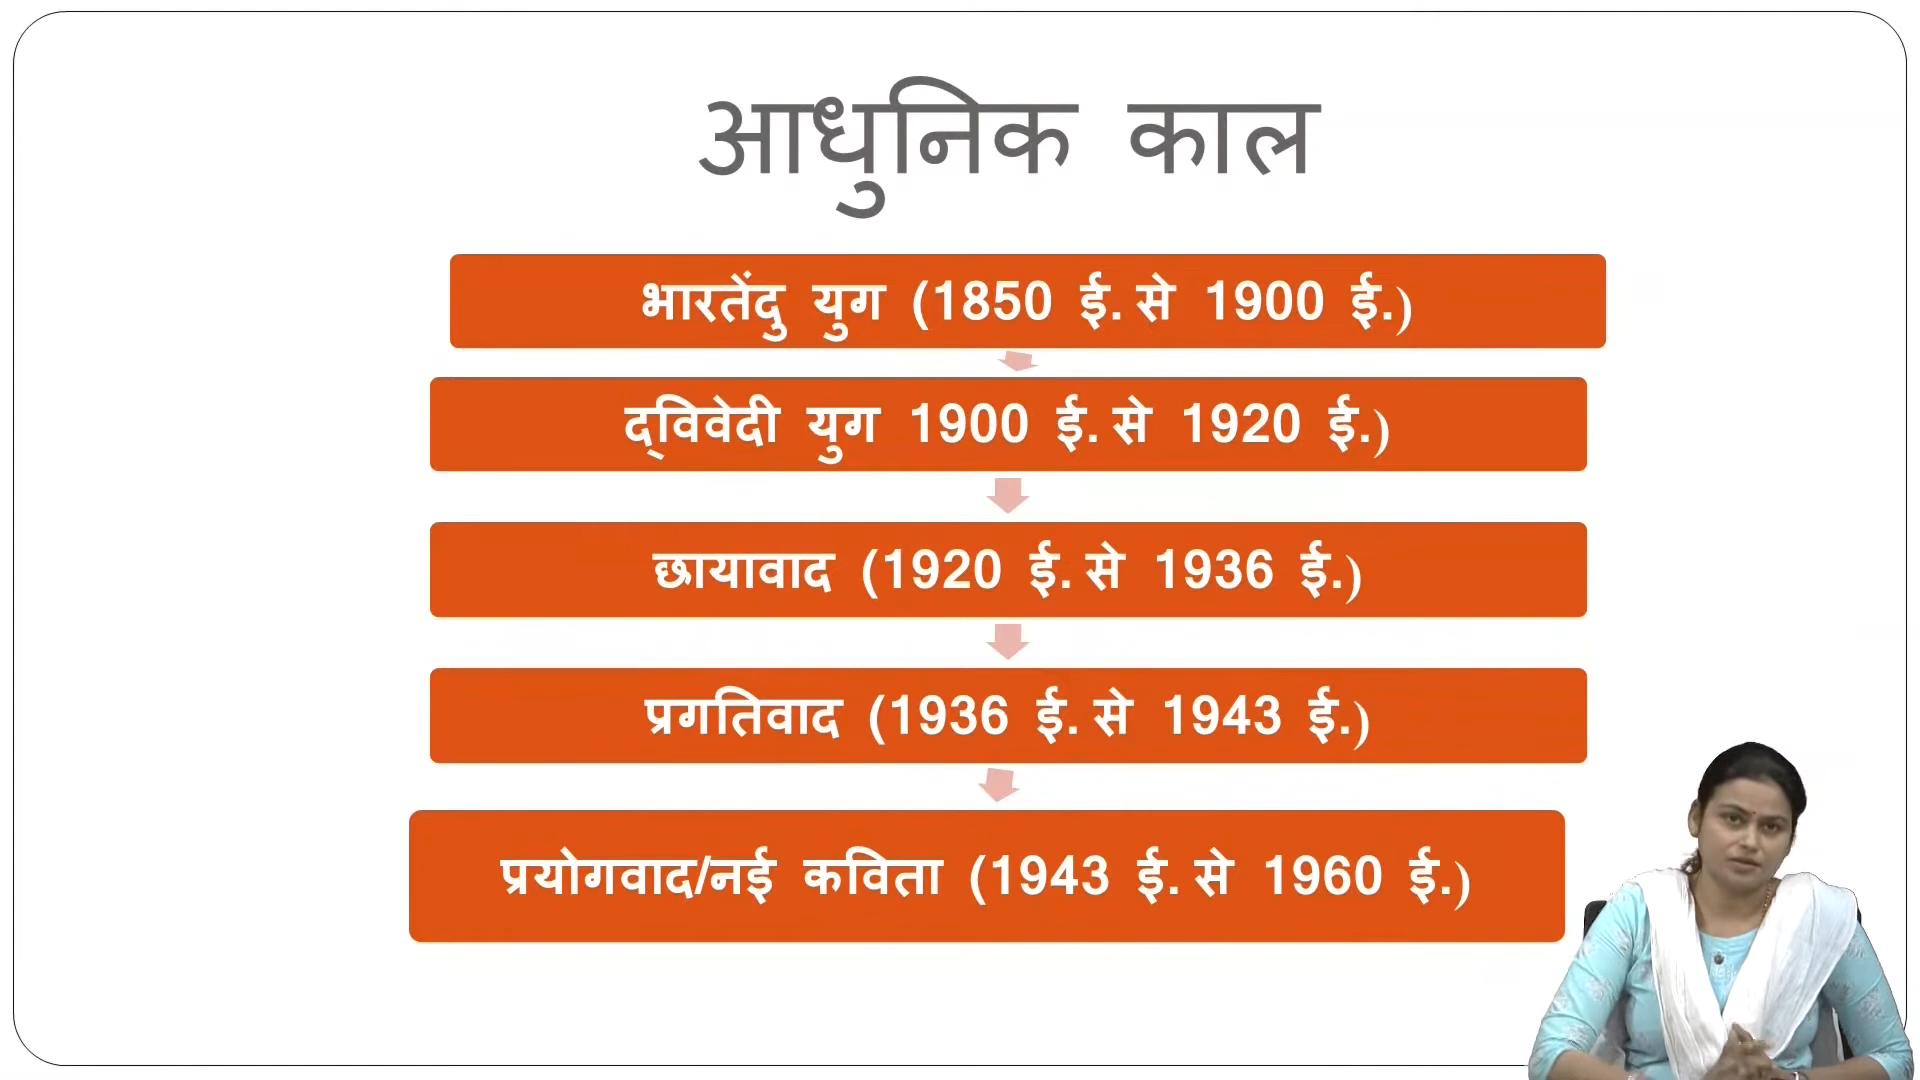 आधुनिक काल
भारतेंदु युग (1850 ई. से 1900 ई.)
द्विवेदी युग 1900 ई. से 1920 ई.)
छायावाद (1920 ई. से 1936 ई.)
प्रगतिवाद (1936 ई. से 1943 ई.)
प्रयोगवाद/नई कविता (1943 ई. से 1960 ई.)